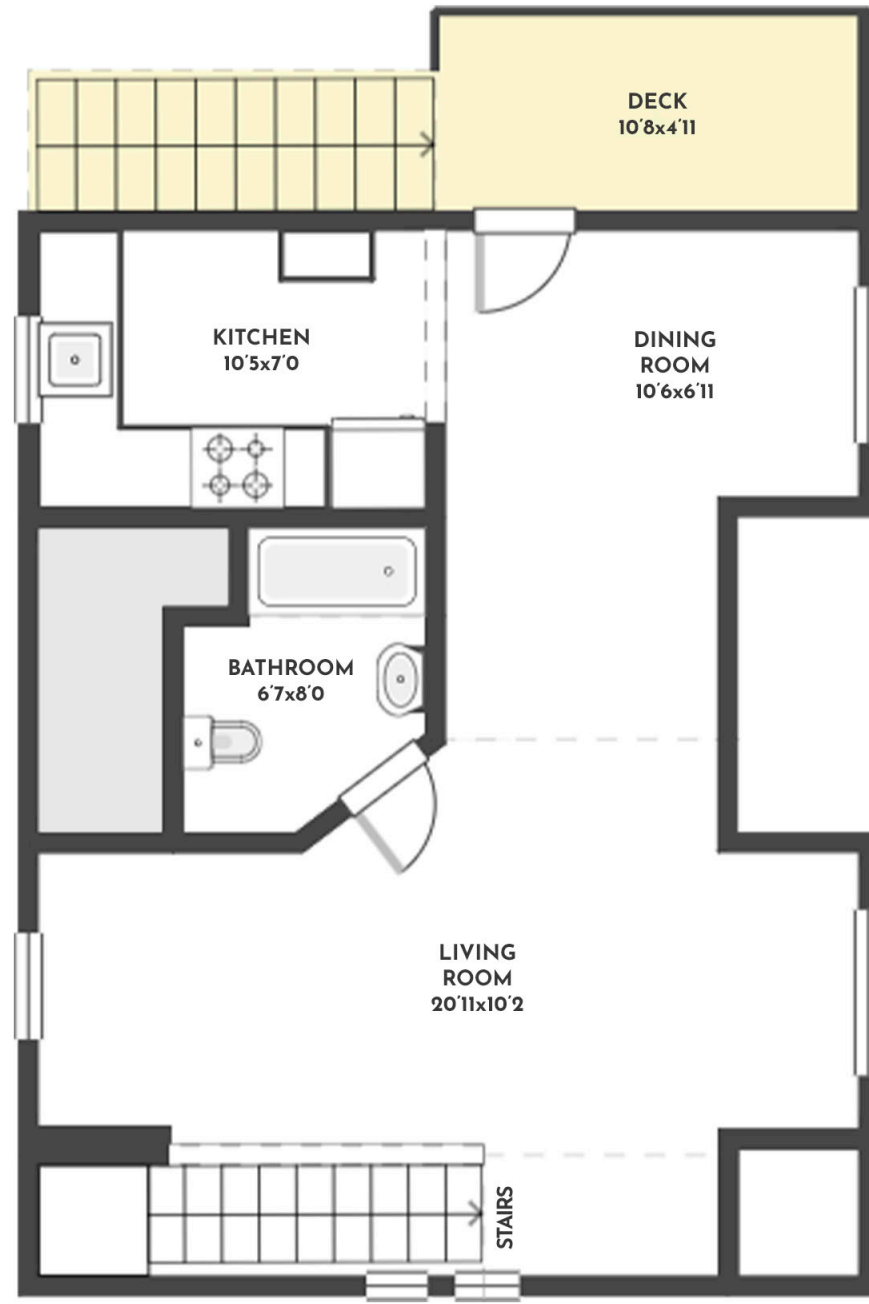 DECK
10'8x4'11
KITCHEN
10'5x7'0
DINING
ROOM
10'6x6'11
BATHROOM
6'7x8'0
LIVING
ROOM
20'11x10'2
STAIRS